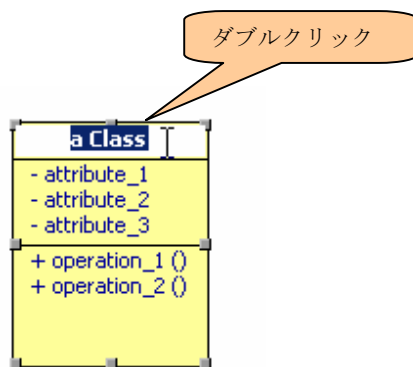 ダブルクリック
a Class
- attribute_1
- attribute_2
- attribute_3
+ operation_1 ()
+ operation_2 ()